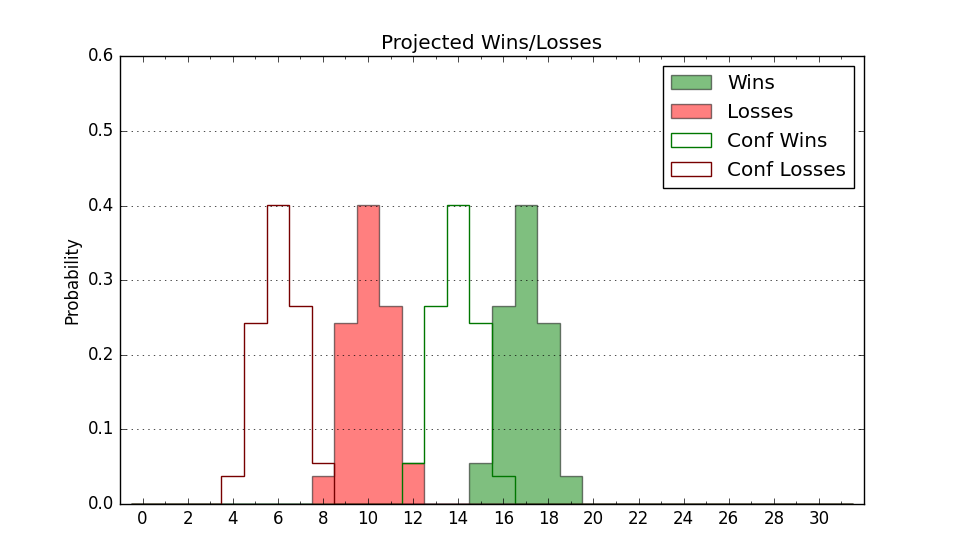 Projected Wins/Losses
0.6
0.5
0.4
0.3
0.2
0.1
0.0
Probability
Wins
Losses
Conf Wins
Conf Losses
0 2 4 6 8 10 12 14 16 18 20 22 24 26 28 30